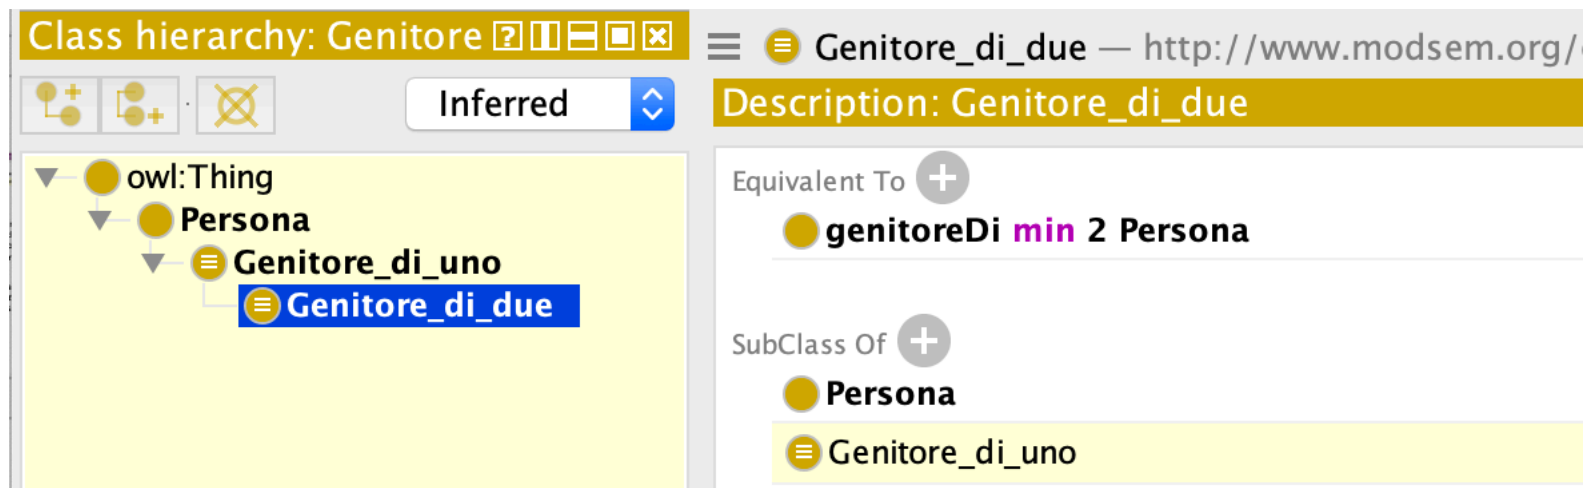 Class hierarchy: Genitore
Inferred
owl:Thing
Persona
Genitore_di_uno
Genitore_di_due
Genitore_di_due — http://www.modsem.org/
Description: Genitore_di_due
Equivalent To
genitoreDi min 2 Persona
SubClass Of
Persona
Genitore_di_uno